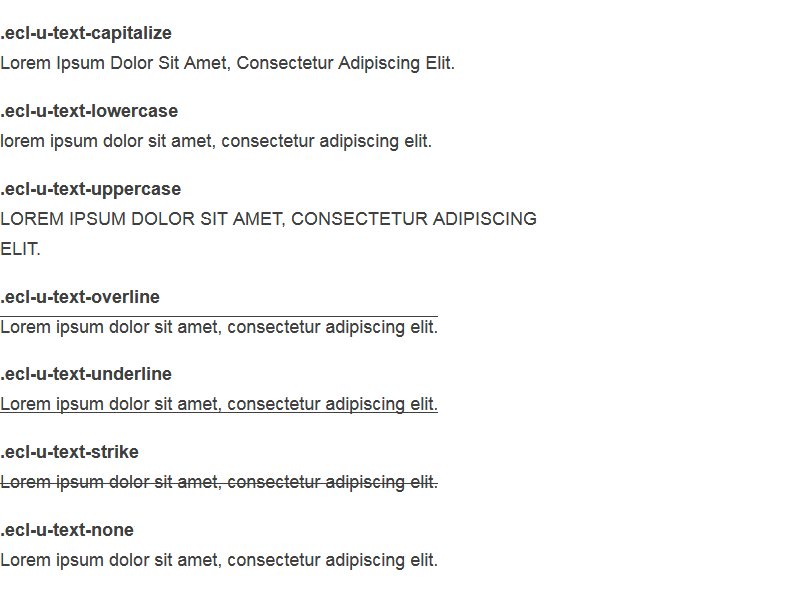 .ecl-u-text-capitalize
Lorem Ipsum Dolor Sit Amet, Consectetur Adipiscing Elit.
.ecl-u-text-lowercase
lorem ipsum dolor sit amet, consectetur adipiscing elit.
.ecl-u-text-uppercase
LOREM IPSUM DOLOR SIT AMET, CONSECTETUR ADIPISCING
ELIT.
.ecl-u-text-overline
Lorem ipsum dolor sit amet, consectetur adipiscing elit.
.ecl-u-text-underline
Lorem ipsum dolor sit amet, consectetur adipiscing elit.
.ecl-u-text-strike
Lorem ipsum dolor sit amet, consectetur adipiscing elit.
.ecl-u-text-none
Lorem ipsum dolor sit amet, consectetur adipiscing elit.